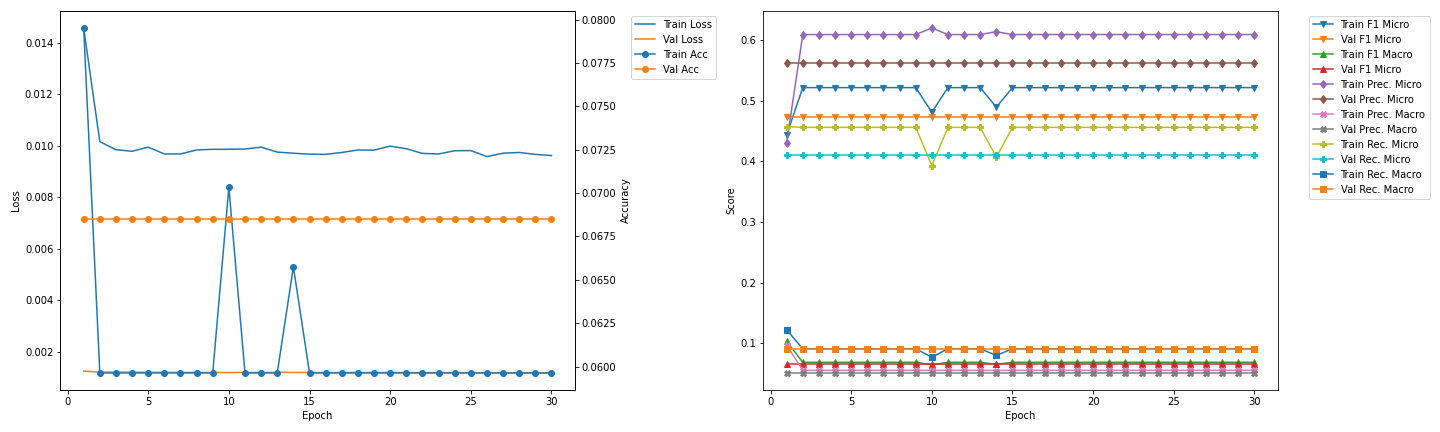 0.014
0.012
0.010
0.008
0.006
0.004
0.002
Loss
0
5
10
15
20
25
30
Epoch
0.0800
0.0775
0.0750
0.0725
0.0700
0.0675
0.0650
0.0625
0.0600
Accuracy
Train Loss
Val Loss
Train Acc
Val Acc
0.6
0.5
0.4
0.3
0.2
0.1
Score
0
5
10
15
20
25
30
Epoch
Train F1 Micro
Val F1 Micro
Train F1 Macro
Val F1 Micro
Train Prec. Micro
Val Prec. Micro
Train Prec. Macro
Val Prec. Macro
Train Rec. Micro
Val Rec. Micro
Train Rec. Macro
Val Rec. Macro